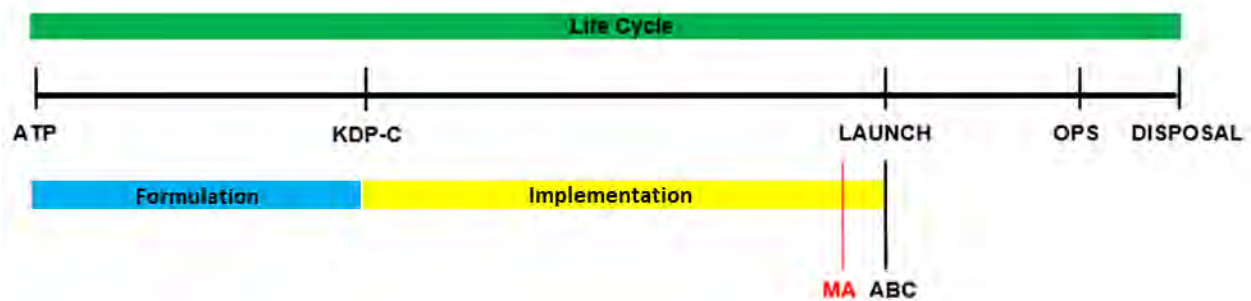 Life Cycle
ATP KDP-C LAUNCH OPS DISPOSAL
Formulation Implementation
MA ABC